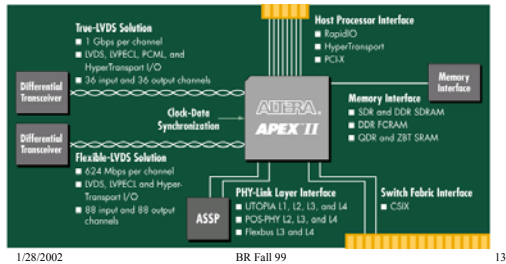 True-LVDS Solution
■ 1 Gbps per channel
■ LVDS, LVPECL, PCML, and
HyperTransport I/O
■ 36 input and 36 output channels
Host Processor Interface
■ RapidIO
■ HyperTransport
■ PCI-X
Differential
Transceiver
Memory
Interface
Clock-Data
Synchronization
ALTERA.
APEX II
Memory Interface
■ SDR and DDR SDRAM
■ DDR FCRAM
■ QDR and ZBT SRAM
Differential
Transceiver
Flexible-LVDS Solution
■ 624 Mbps per channel
■ LVDS, LVPECL and Hyper-
Transport I/O
■ 88 input and 88 output
channels
ASSP
PHY-Link Layer Interface
■ UTOPIA L1, L2, L3, and L4
■ POS-PHY L2, L3, and L4
■ Flexbus L3 and L4
Switch Fabric Interface
■ CSIX
1/28/2002
BR Fall 99
13